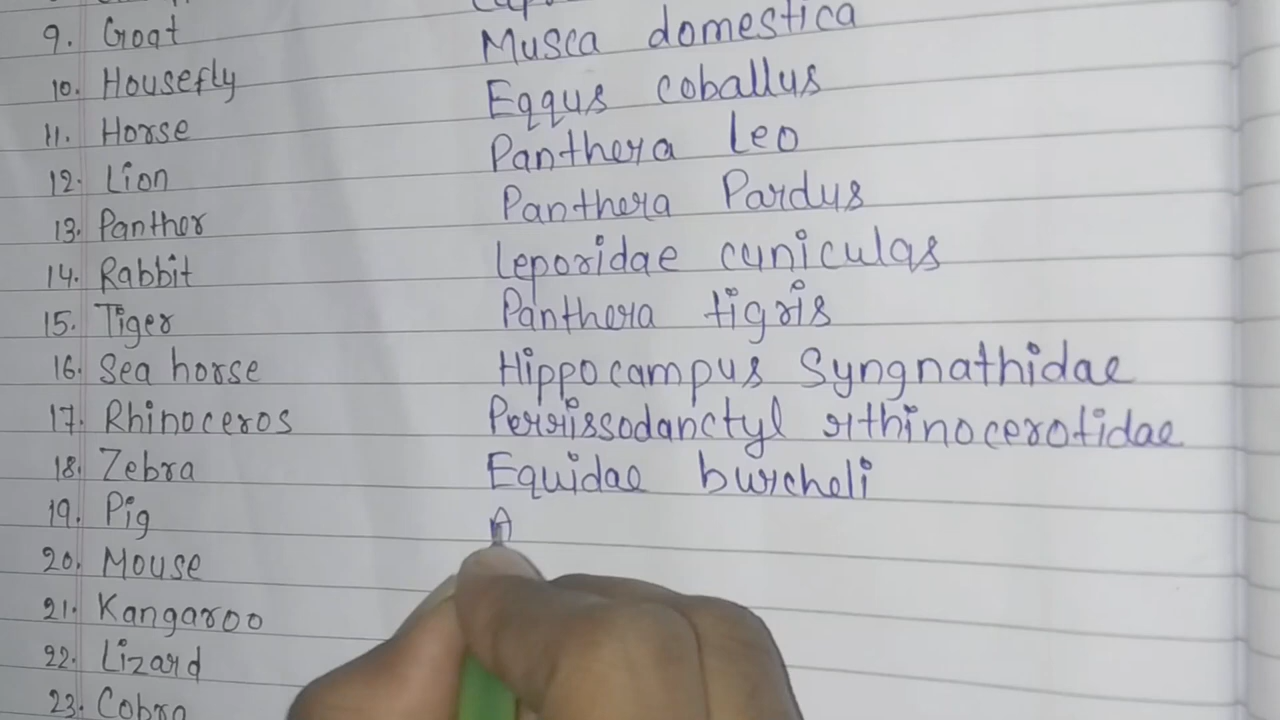 9. Goat
Musca domestica
10. Housefly
Eqqus coballus
11. Horse
Panthera Leo
12. Lion
Panthera Pardus
13. Panther
Leporidae cuniculas
14. Rabbit
Panthera tigris
15. Tiger
Hippocampus Syngnathidae
16. Sea horse
Perrissodanctyl rthinocerotidae
17. Rhinoceros
Equidae burcheli
18. Zebra
19. Pig
A
20. Mouse
21. Kangaroo
22. Lizard
23. Cobra